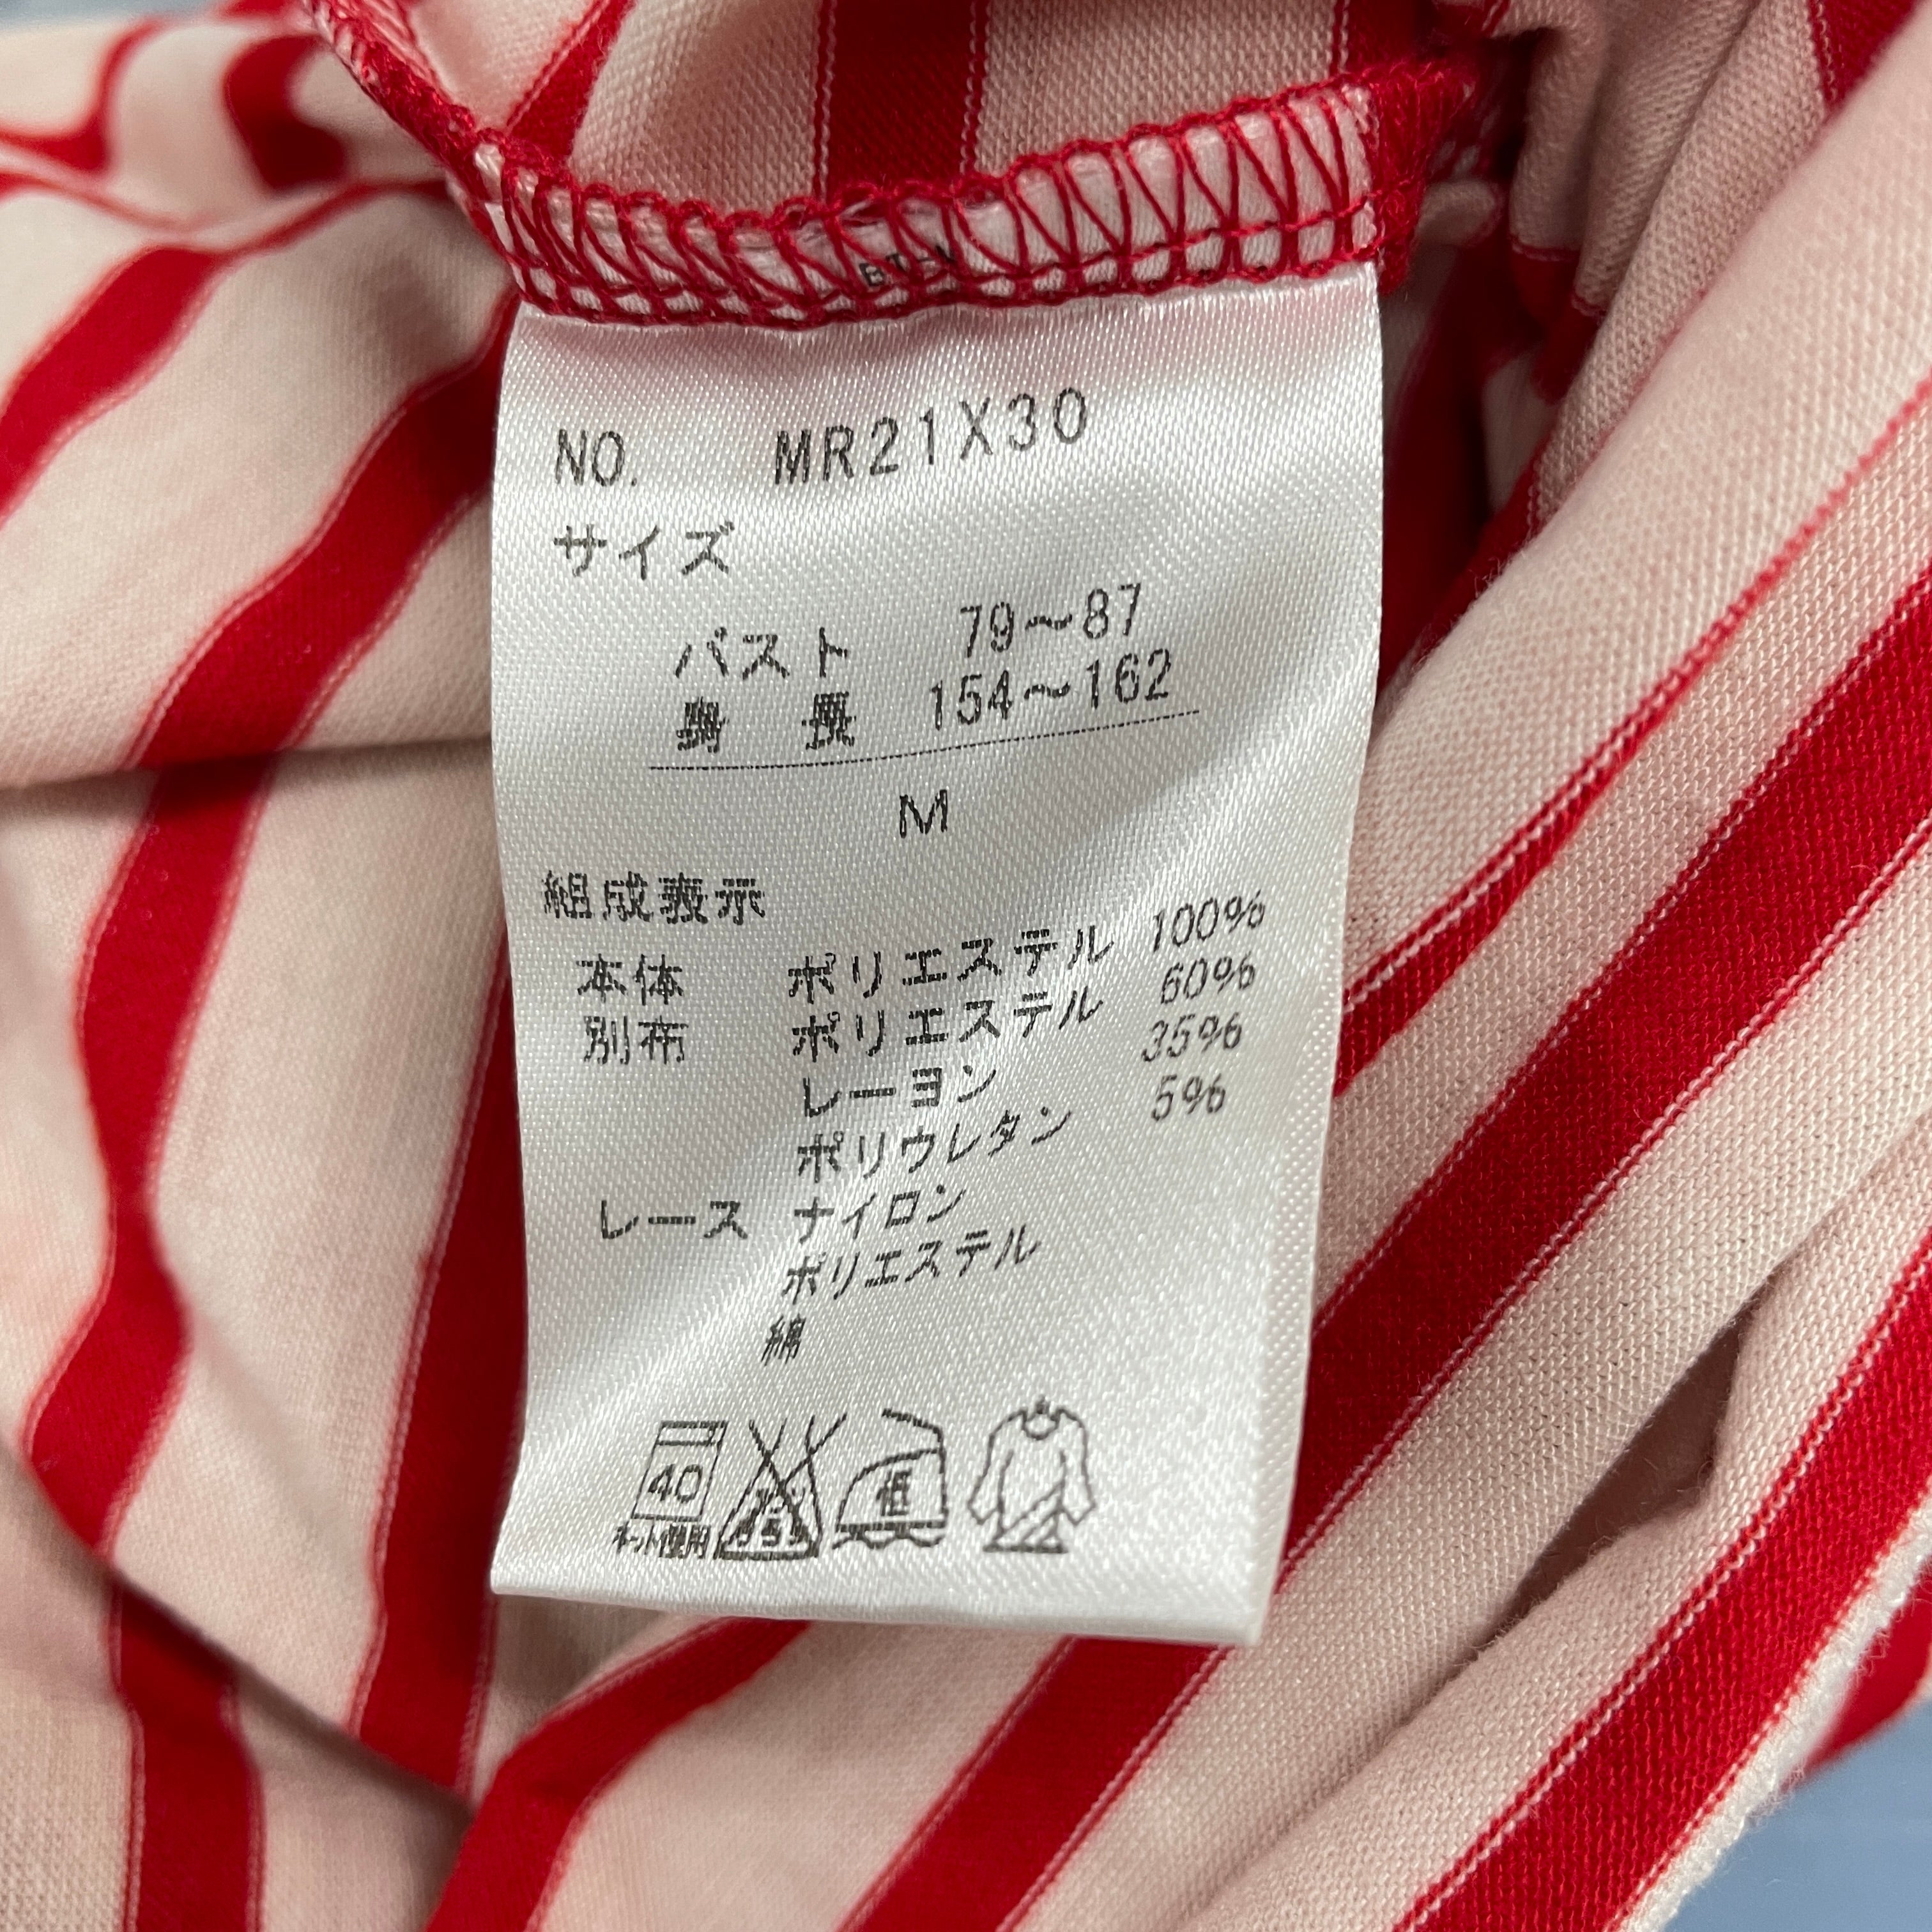 NO. MR21X30
サイズ
バスト 79～87
身長 154～162
M
組成表示
本体 ポリエステル 100%
別布 ポリエステル 60%
レーヨン 35%
ポリウレタン 5%
レース ナイロン
ポリエステル
綿
40
ネット使用
低